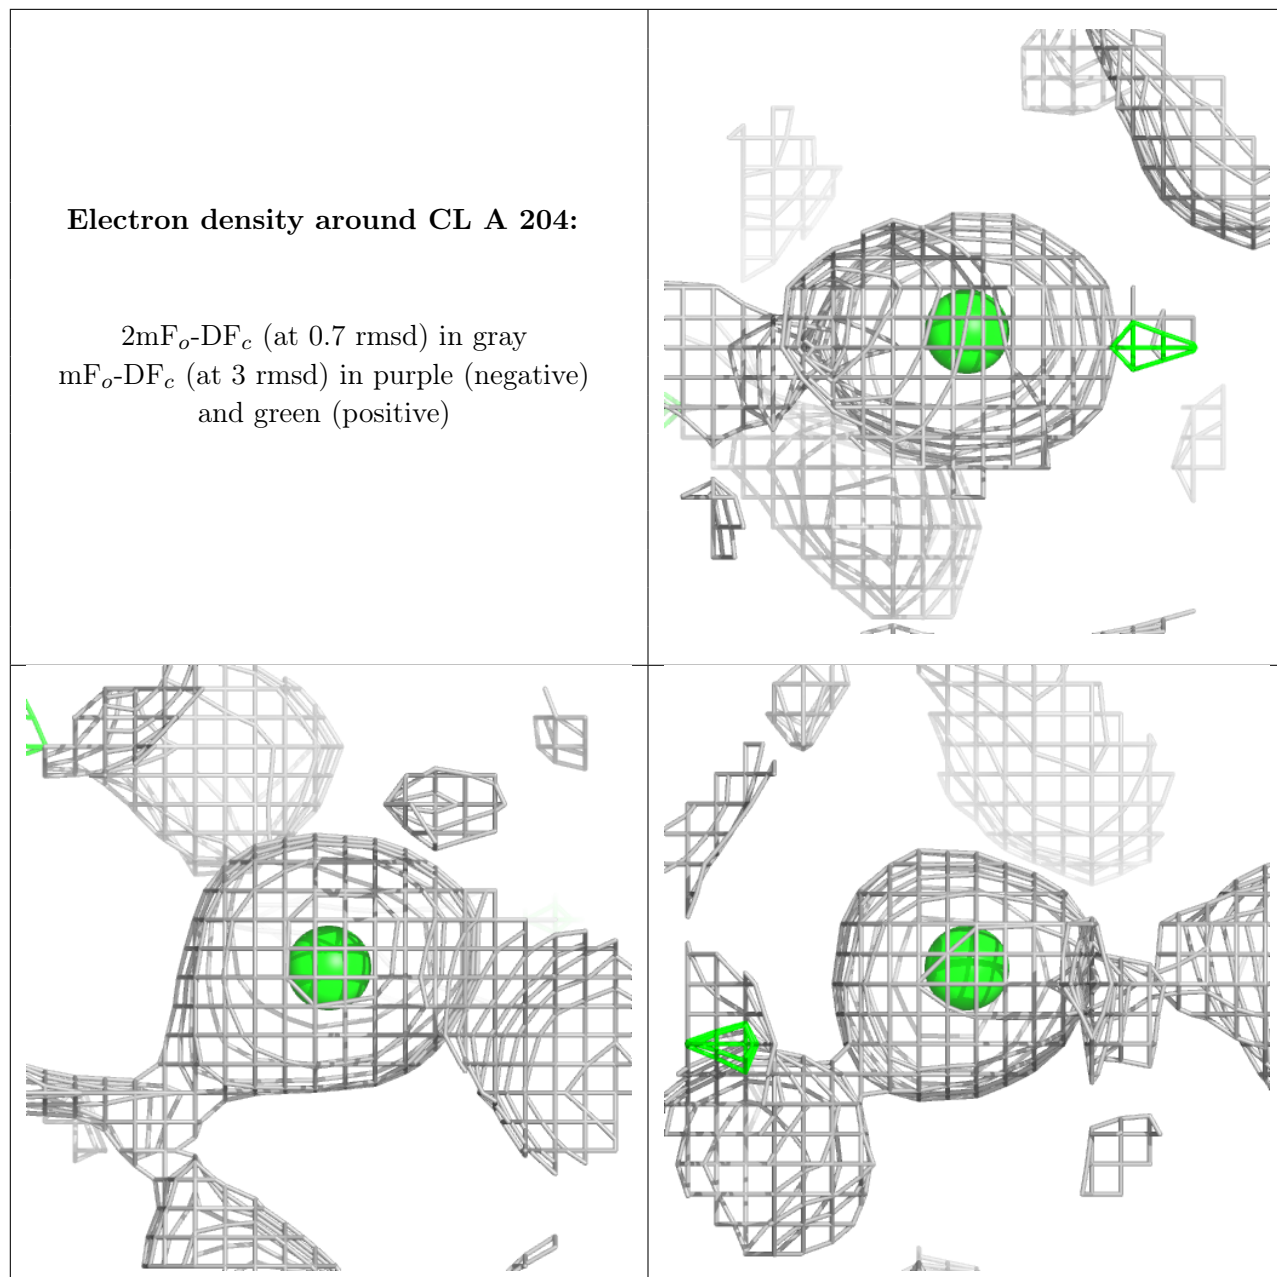 Electron density around CL A 204:
2mFo-DFc (at 0.7 rmsd) in gray
mFo-DFc (at 3 rmsd) in purple (negative)
and green (positive)